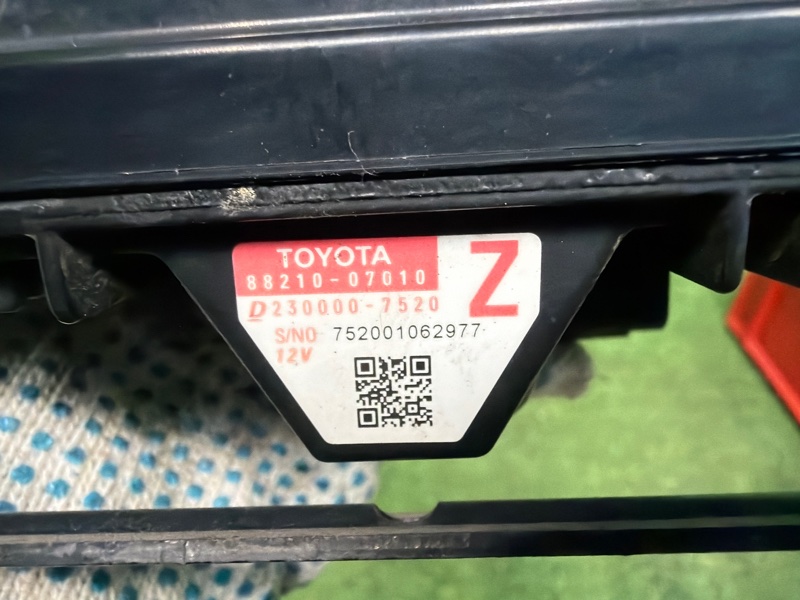 TOYOTA
88210-07010
Z
D230000-7520
S/NO 752001062977
12V